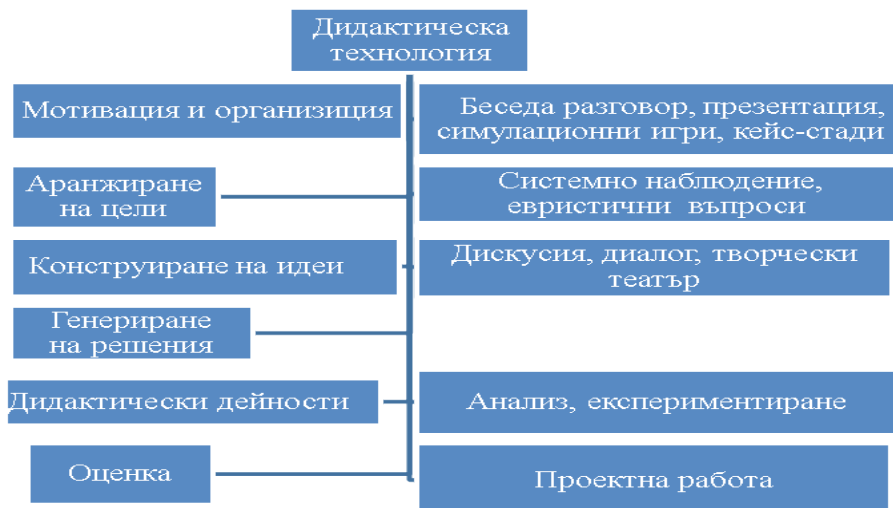 Дидактическа
технология
Мотивация и организиция
Беседа разговор, презентация,
симулационни игри, кейс-стади
Аранжиране
на цели
Системно наблюдение,
евристични въпроси
Конструиране на идеи
Дискусия, диалог, творчески
театър
Генериране
на решения
Дидактически дейности
Анализ, експериментиране
Оценка
Проектна работа